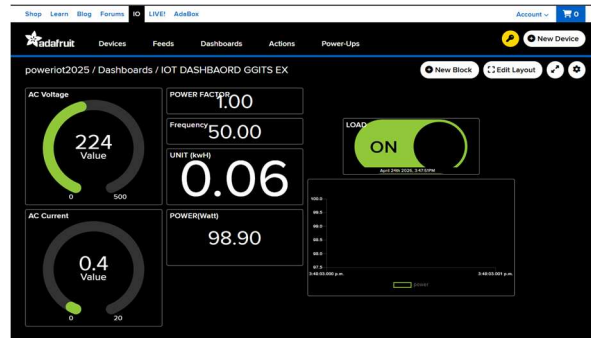 Shop Learn Blog Forums IO LIVE! AdaBox Account 0
adafruit Devices Feeds Dashboards Actions Power-Ups New Device
poweriot2025 / Dashboards / IOT DASHBAORD GGITS EX New Block Edit Layout
AC Voltage
224
Value
0 500
AC Current
0.4
Value
0 20
POWER FACTOR
1.00
Frequency
50.00
UNIT (kwH)
0.06
POWER(Watt)
98.90
LOAD
ON
April 24th 2025, 3:47:51PM
100.0
99.5
99.0
98.5
98.0
97.5
3:48:03.000 p.m. 3:48:03.001 p.m.
power